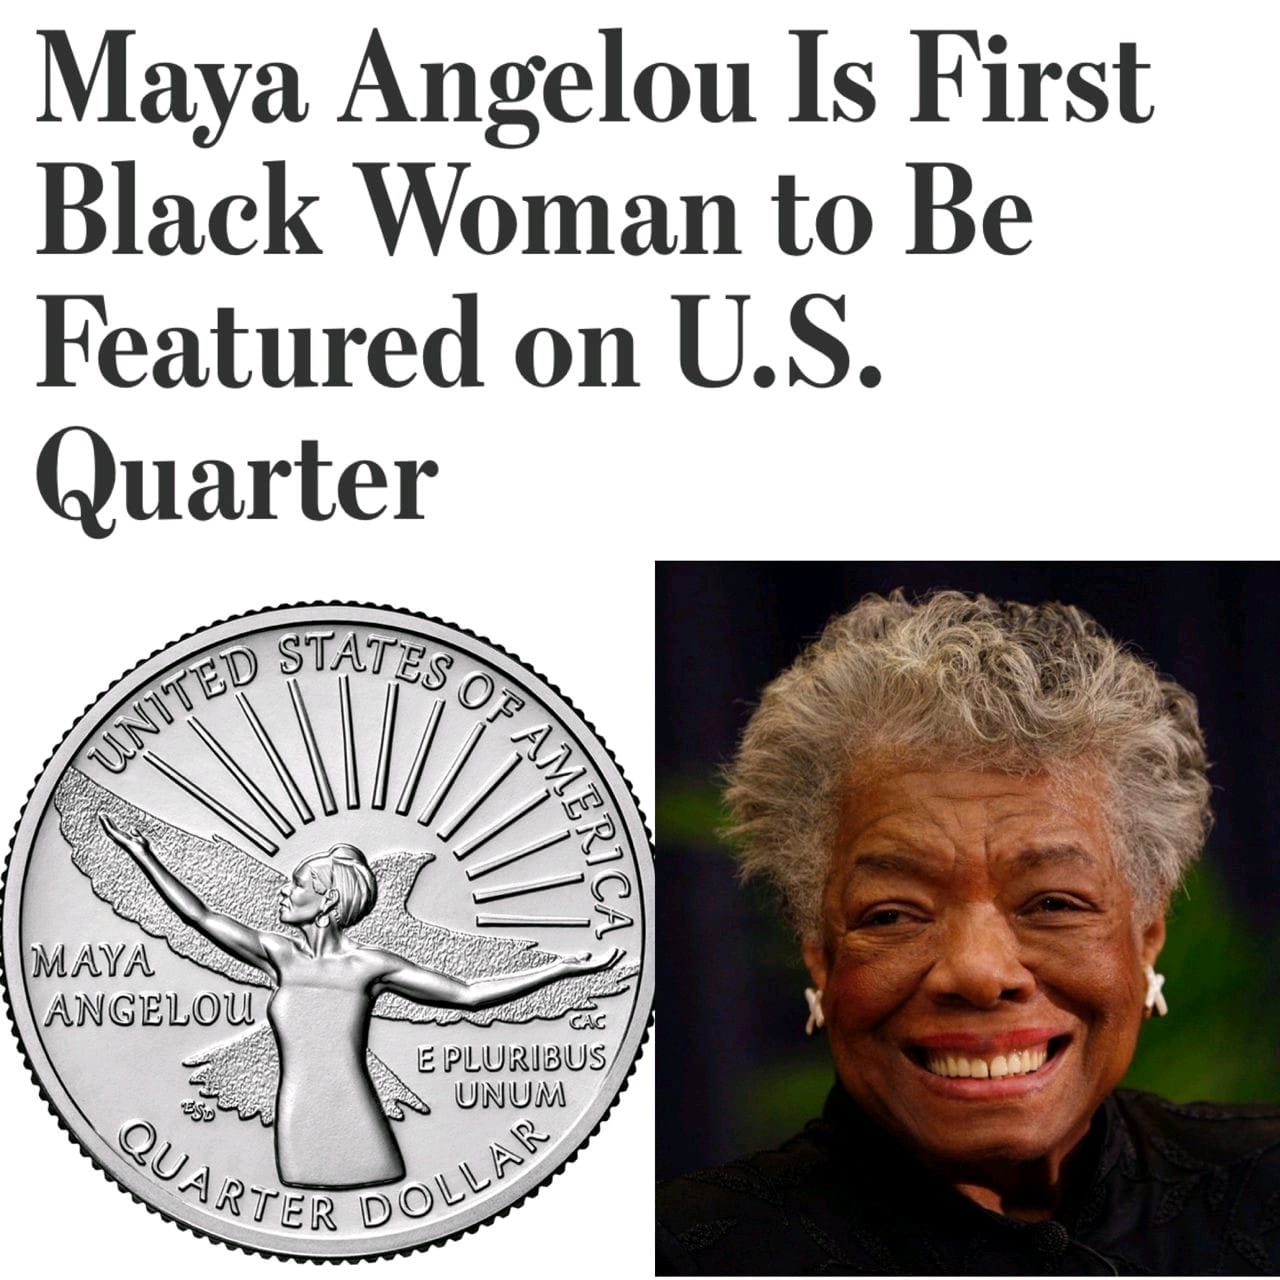 Maya Angelou Is First
Black Woman to Be
Featured on U.S.
Quarter
UNITED STATES OF AMERICA
MAYA
ANGELOU
CAC
E PLURIBUS
UNUM
ESD
QUARTER DOLLAR